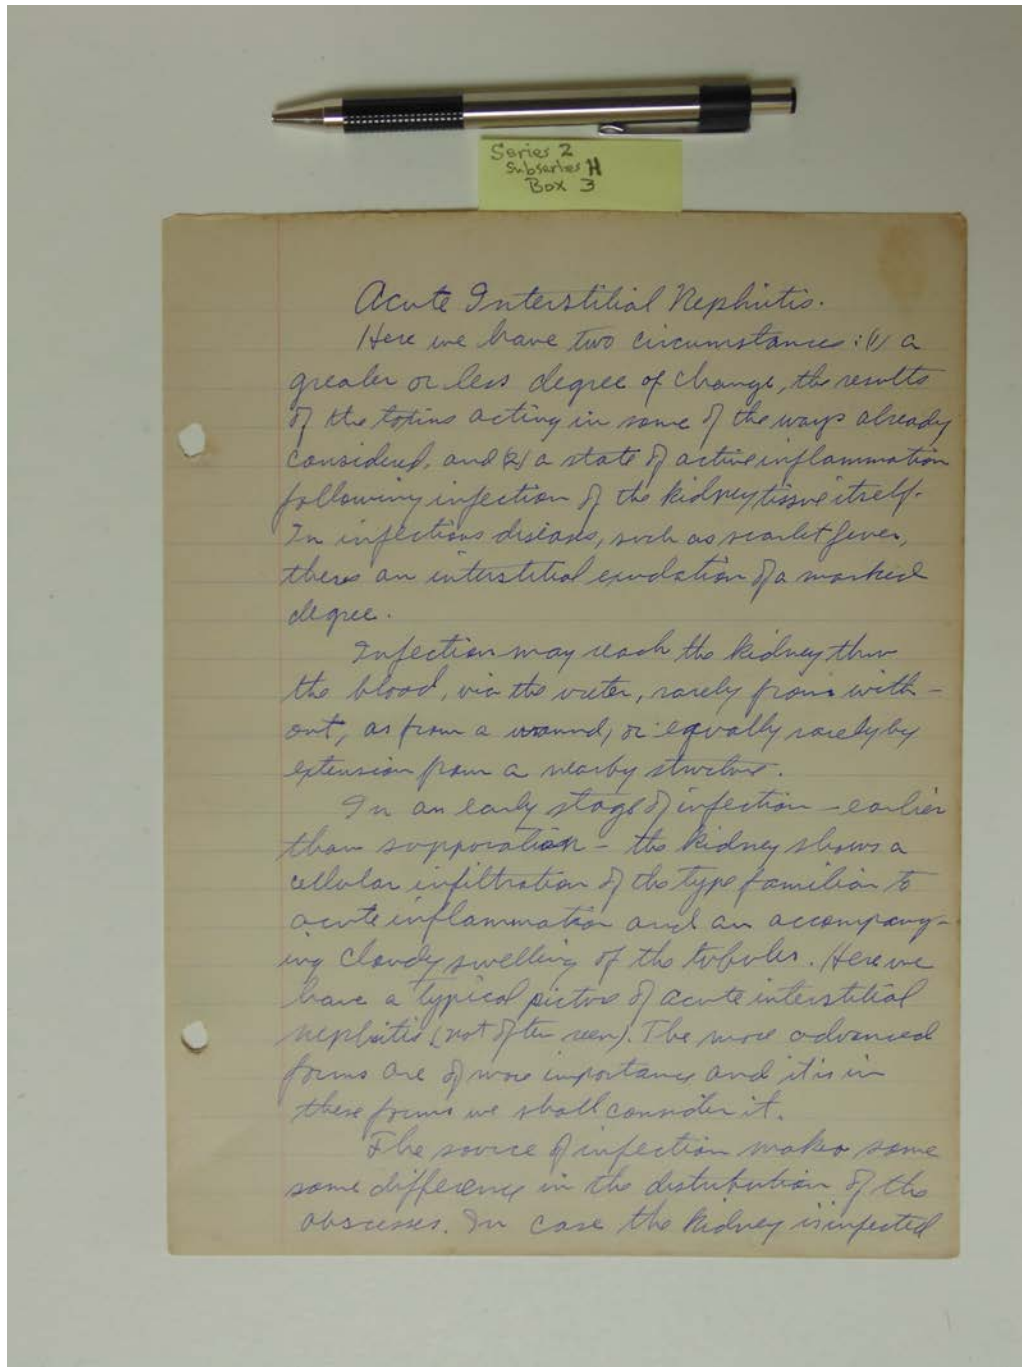 Series 2
Subseries H
Box 3
Acute Interstitial Nephritis.
Here we have two circumstances: (1) a
greater or less degree of change, the results
of the toxins acting in some of the ways already
considered, and (2) a state of active inflammation
following infection of the kidney tissue itself.
In infectious diseases, such as scarlet fever,
theres an interstitial exudation of a marked
degree.
Infection may reach the kidney thru
the blood, via the ureter, rarely from with-
out, as from a wound, or equally rarely by
extension from a nearby structure.
In an early stage of infection - earlier
than suppuration - the kidney shows a
cellular infiltration of the type familiar to
acute inflammation and an accompany-
ing cloudy swelling of the tubules. Here we
have a typical picture of acute interstitial
nephitis (not often seen). The more advanced
forms are of more importance and it is in
these forms we shall consider it.
The source of infection makes some
some difference in the distribution of the
abscesses. In case the kidney is infected